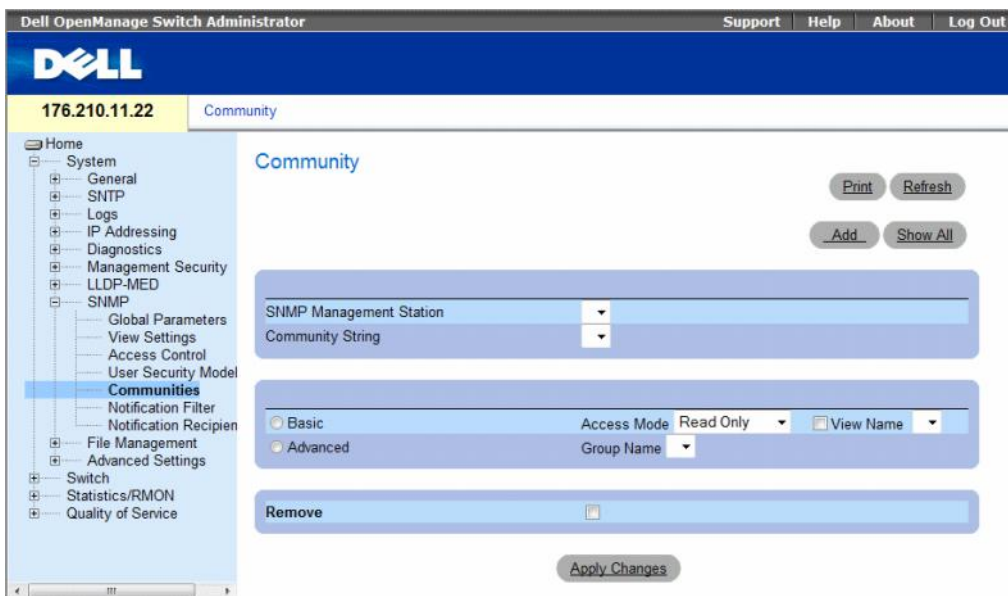 Dell OpenManage Switch Administrator
Support Help About Log Out
DELL
176.210.11.22
Community
Home
System
General
SNTP
Logs
IP Addressing
Diagnostics
Management Security
LLDP-MED
SNMP
Global Parameters
View Settings
Access Control
User Security Model
Communities
Notification Filter
Notification Recipien
File Management
Advanced Settings
Switch
Statistics/RMON
Quality of Service
Community
Print Refresh
Add Show All
SNMP Management Station
Community String
Basic Access Mode Read Only View Name
Advanced Group Name
Remove
Apply Changes